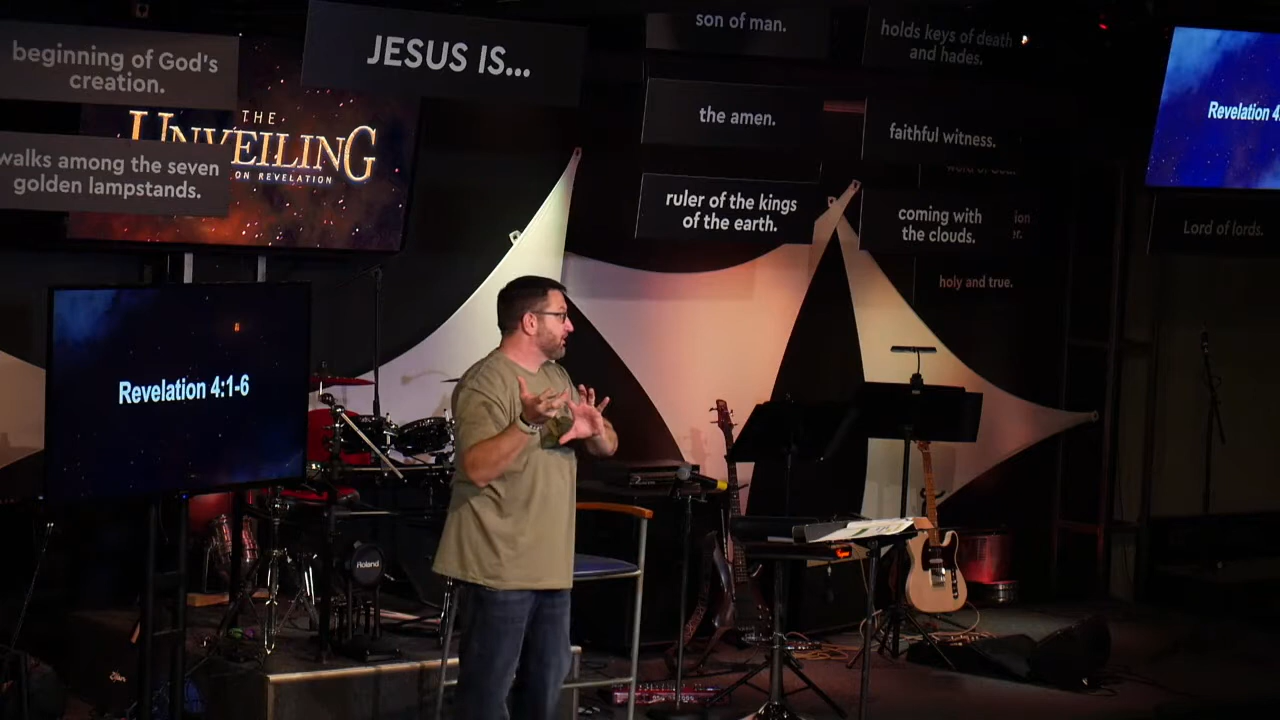 beginning of God's
creation.
JESUS IS...
son of man.
holds keys of death
and hades.
THE
UNVEILING
ON REVELATION
walks among the seven
golden lampstands.
the amen.
faithful witness.
ruler of the kings
of the earth.
coming with
the clouds.
holy and true.
Lord of lords.
Revelation 4
Revelation 4:1-6
Roland